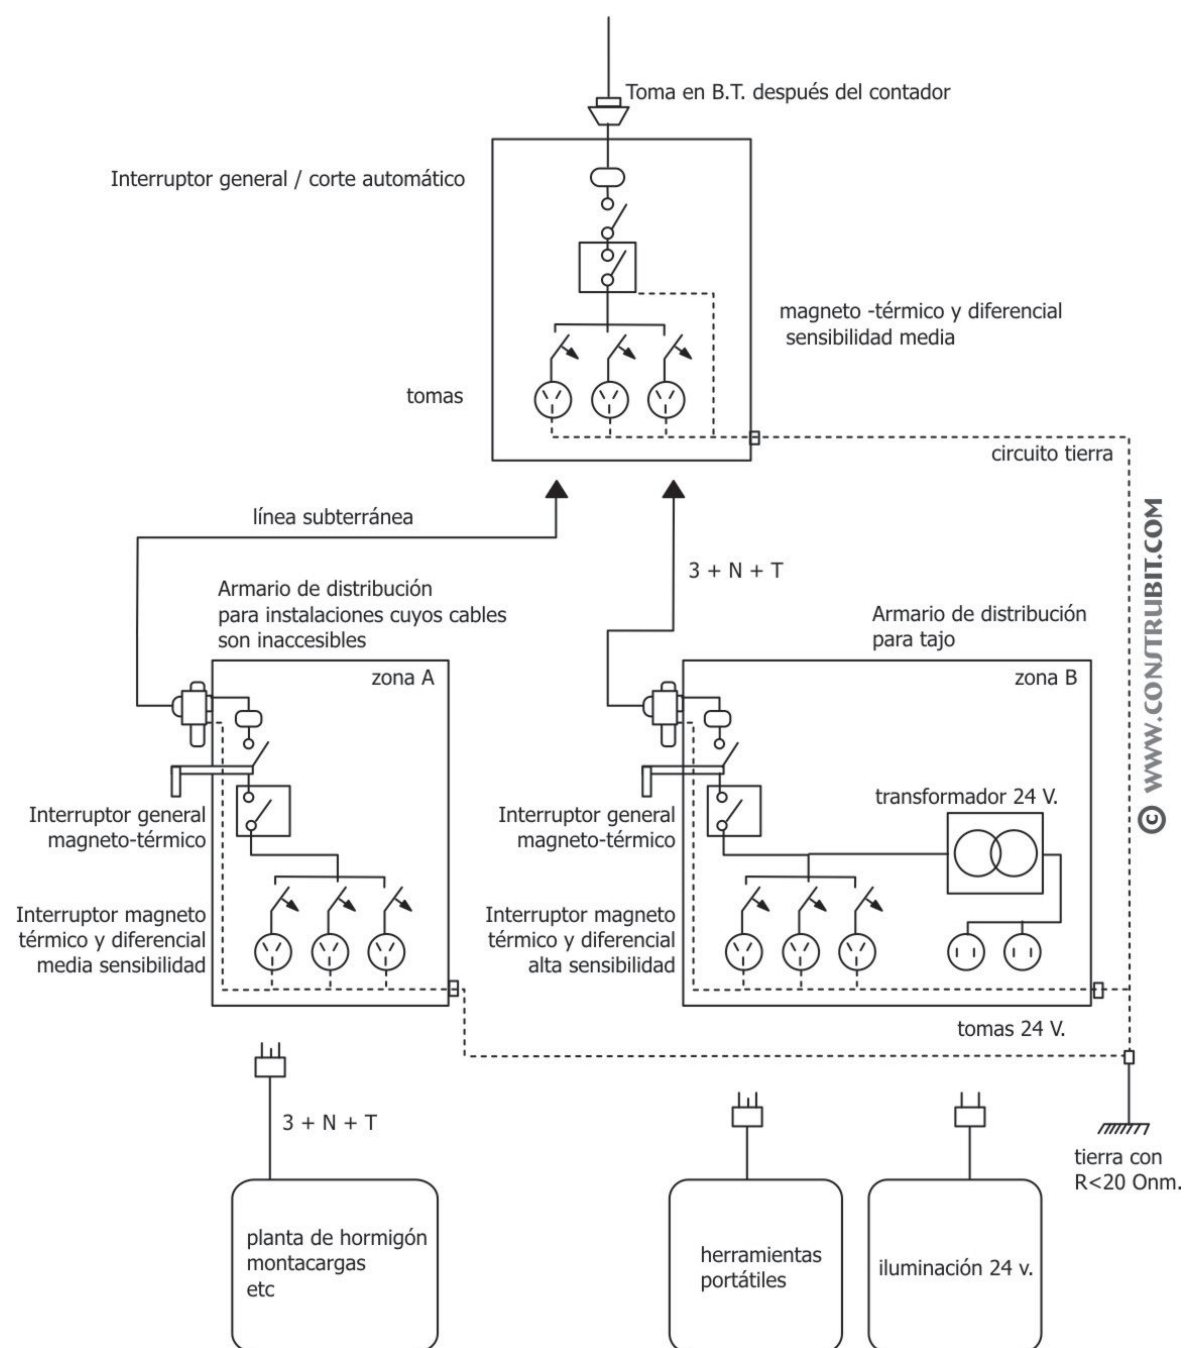 Toma en B.T. después del contador
Interruptor general / corte automático
magneto -térmico y diferencial
sensibilidad media
tomas
circuito tierra
línea subterránea
3 + N + T
Armario de distribución
para instalaciones cuyos cables
son inaccesibles
Armario de distribución
para tajo
zona A
zona B
Interruptor general
magneto-térmico
Interruptor general
magneto-térmico
transformador 24 V.
Interruptor magneto
térmico y diferencial
media sensibilidad
Interruptor magneto
térmico y diferencial
alta sensibilidad
tomas 24 V.
3 + N + T
tierra con
R<20 Onm.
planta de hormigón
montacargas
etc
herramientas
portátiles
iluminación 24 v.
© WWW.CONSTRUBIT.COM